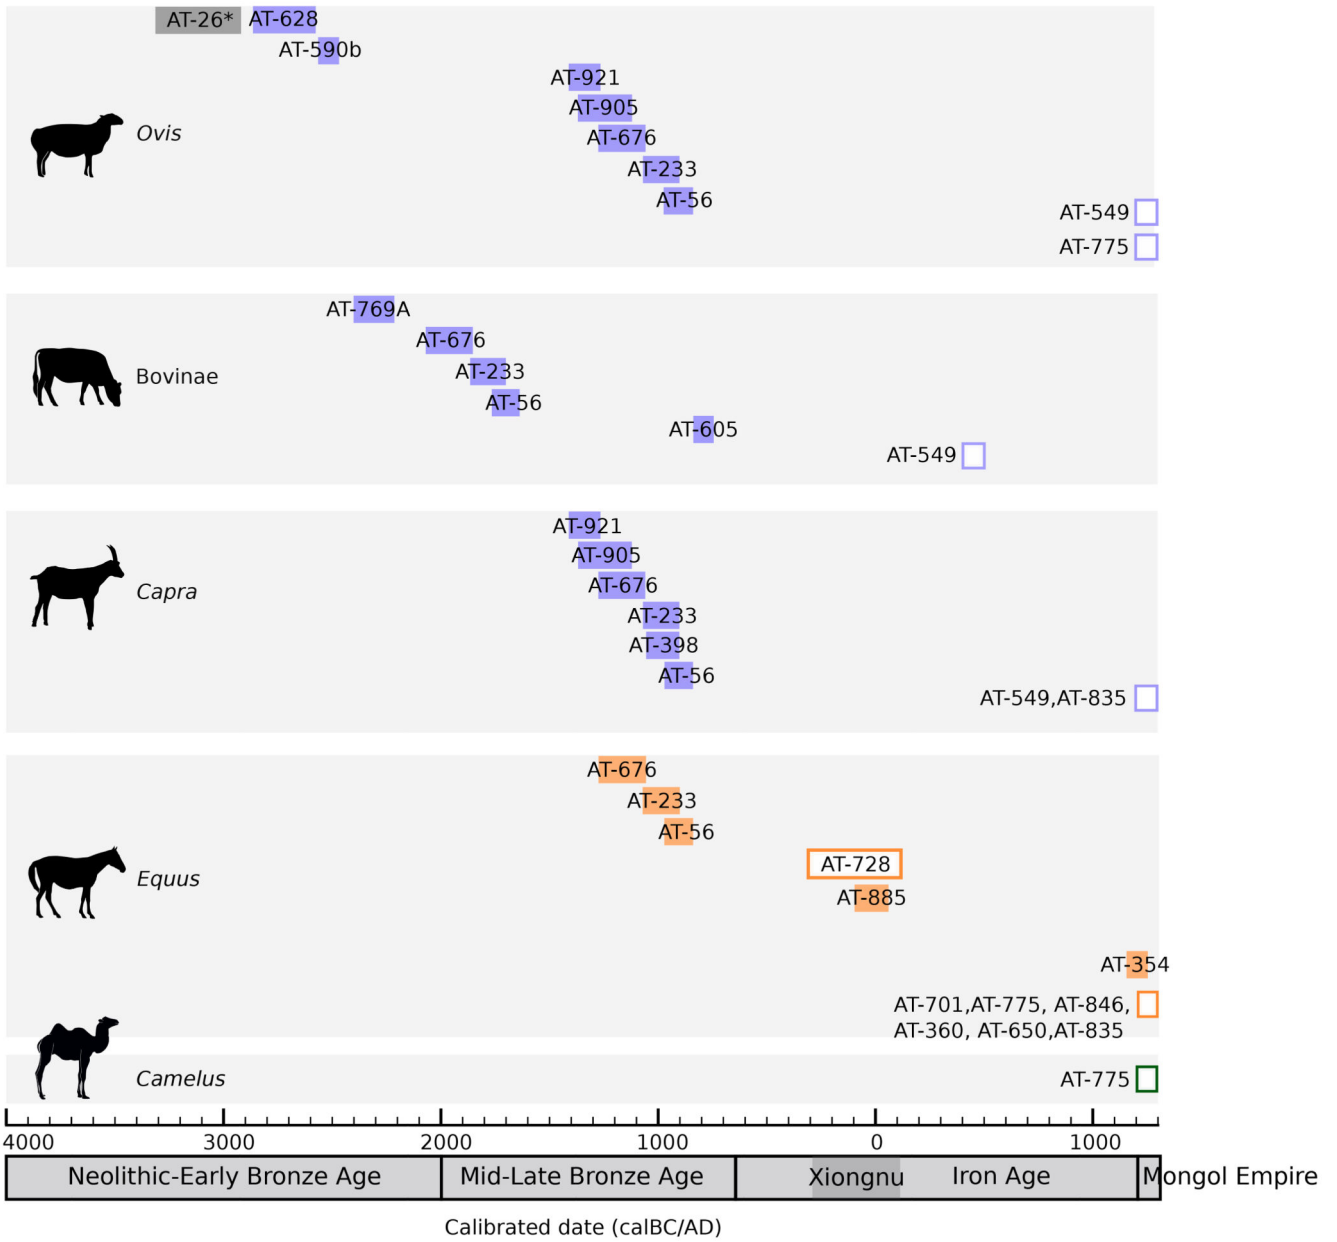 AT-26* AT-628
AT-590b
AT-921
AT-905
Ovis
AT-676
AT-233
AT-56
AT-549
AT-775
AT-769A
AT-676
AT-233
Bovinae
AT-56
AT-605
AT-549
AT-921
AT-905
AT-676
Capra
AT-233
AT-398
AT-56
AT-549,AT-835
AT-676
AT-233
AT-56
AT-728
Equus
AT-885
AT-354
AT-701,AT-775, AT-846,
AT-360, AT-650,AT-835
Camelus
AT-775
4000 3000 2000 1000 0 1000
Neolithic-Early Bronze Age Mid-Late Bronze Age Xiongnu Iron Age Mongol Empire
Calibrated date (calBC/AD)